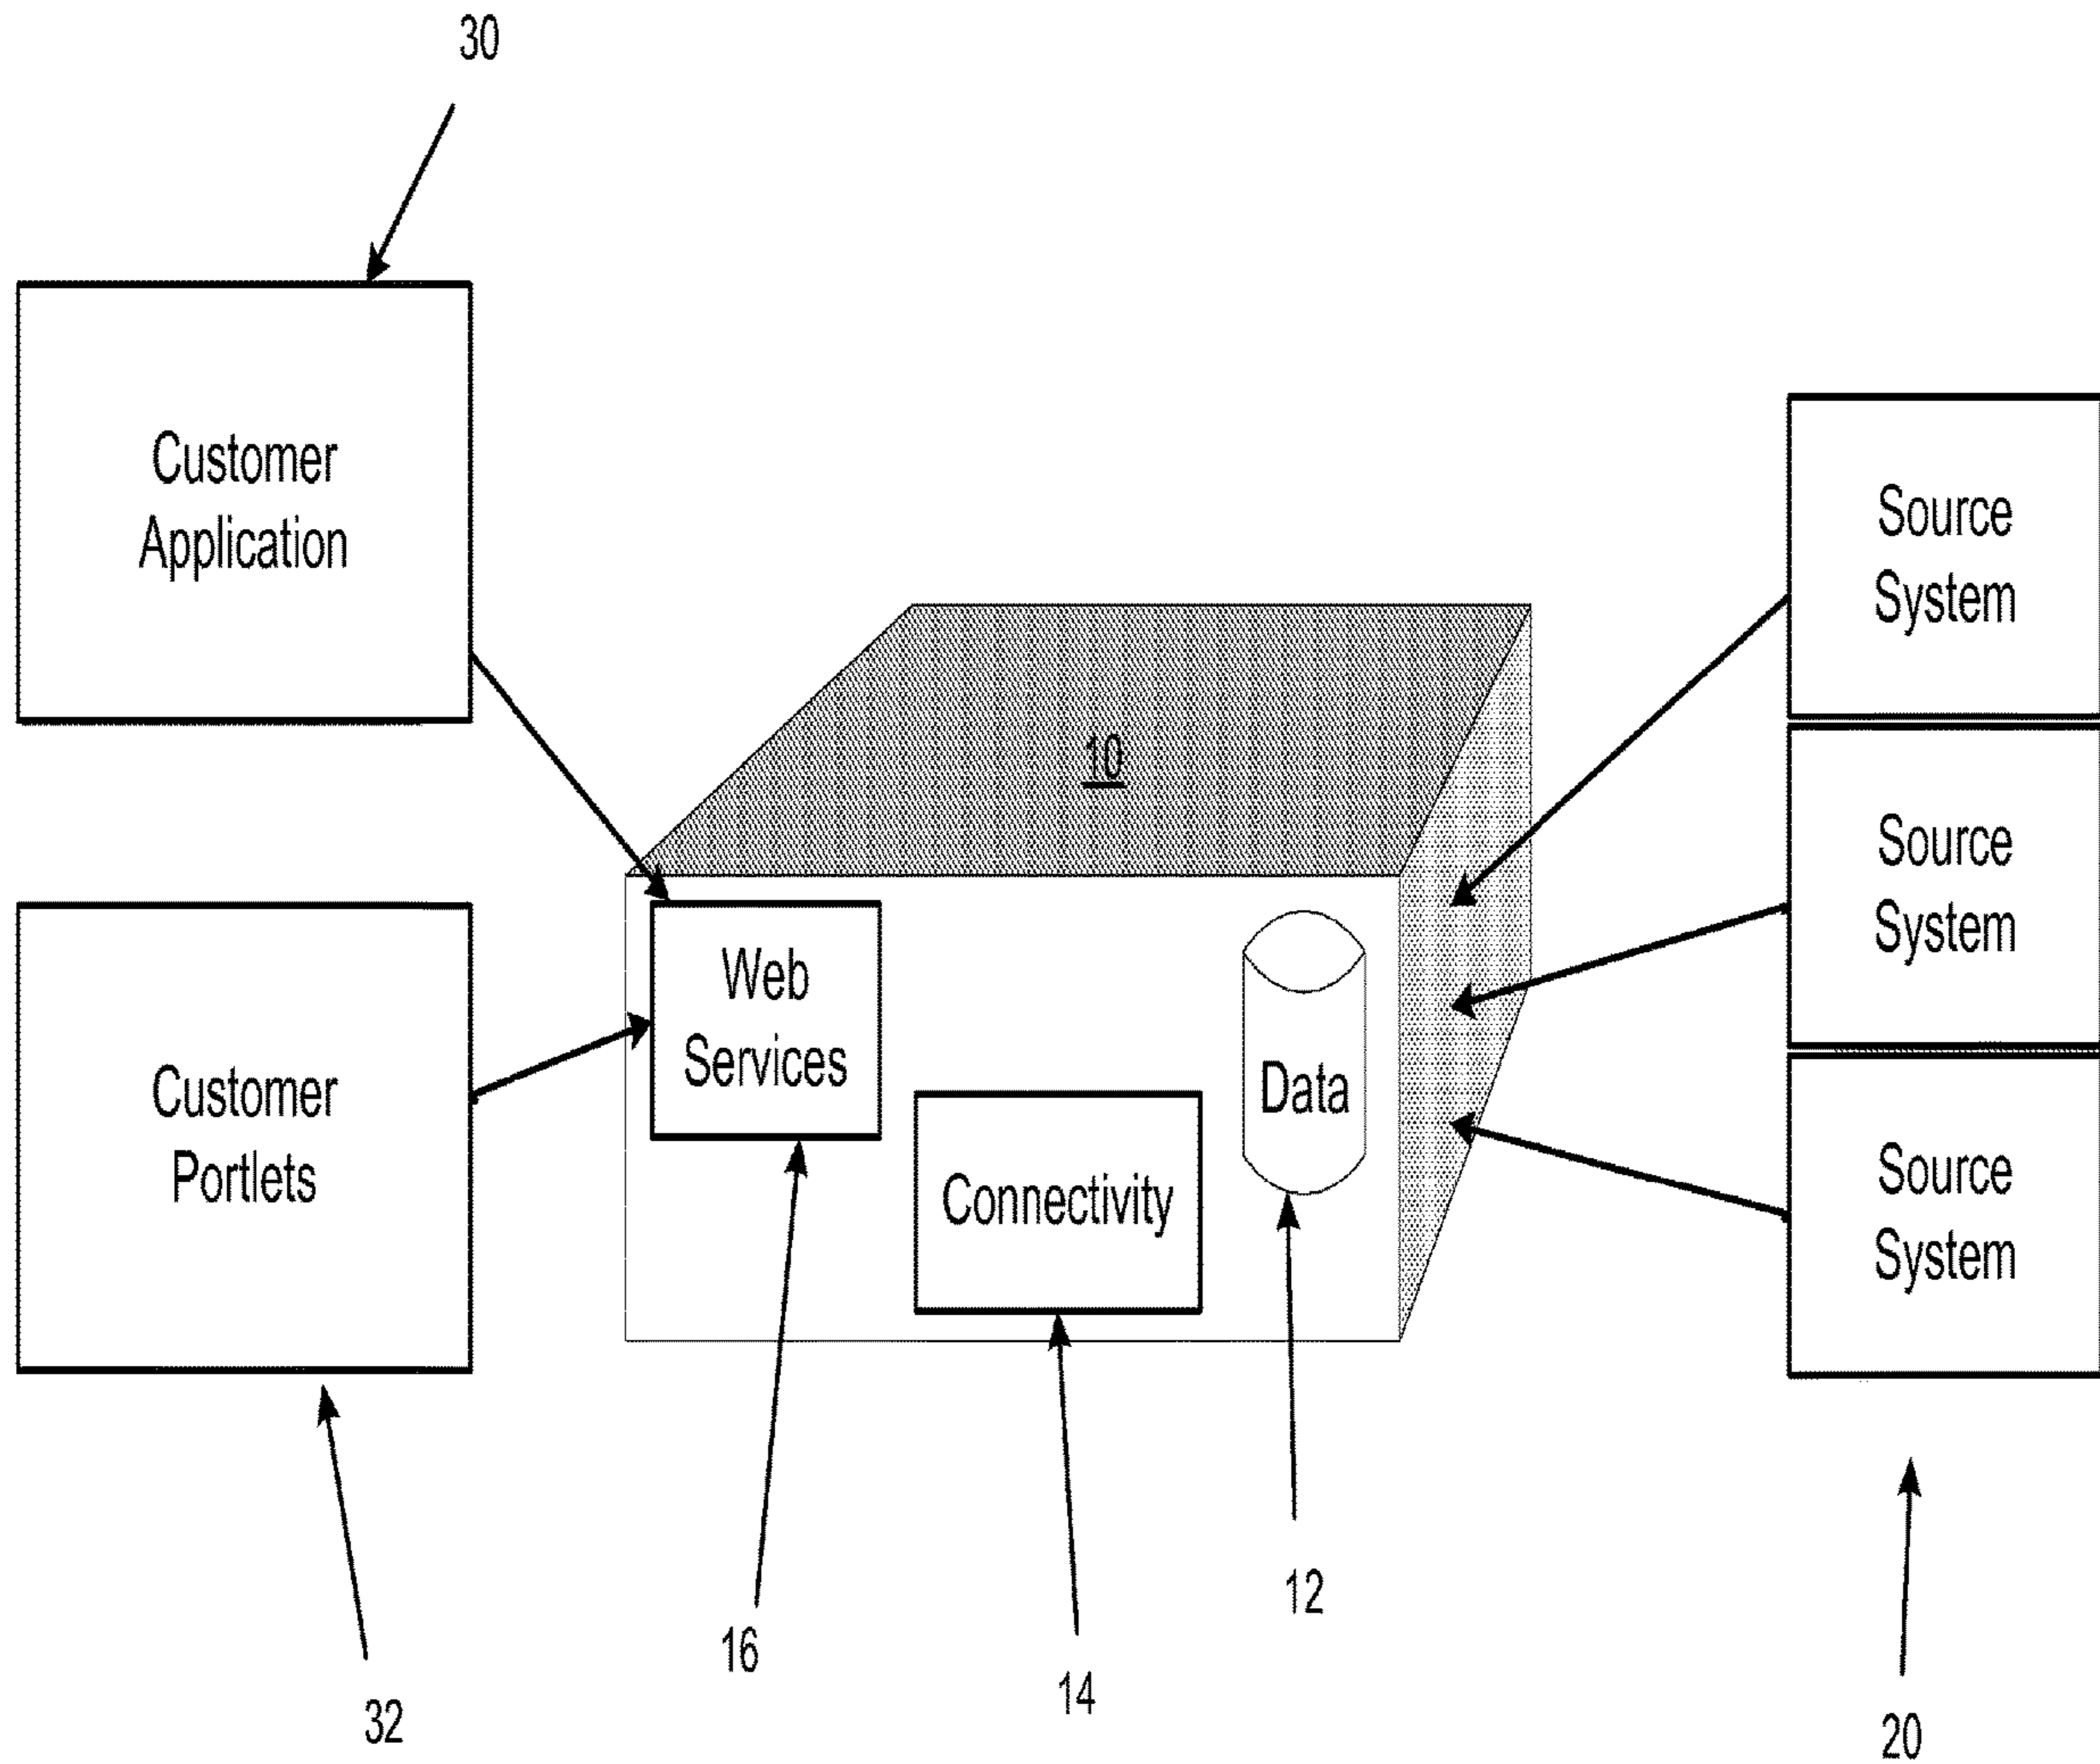 30
Customer
Application
Source
System
10
Source
System
Web
Services
Data
Customer
Portlets
Connectivity
Source
System
12
16
14
32
20